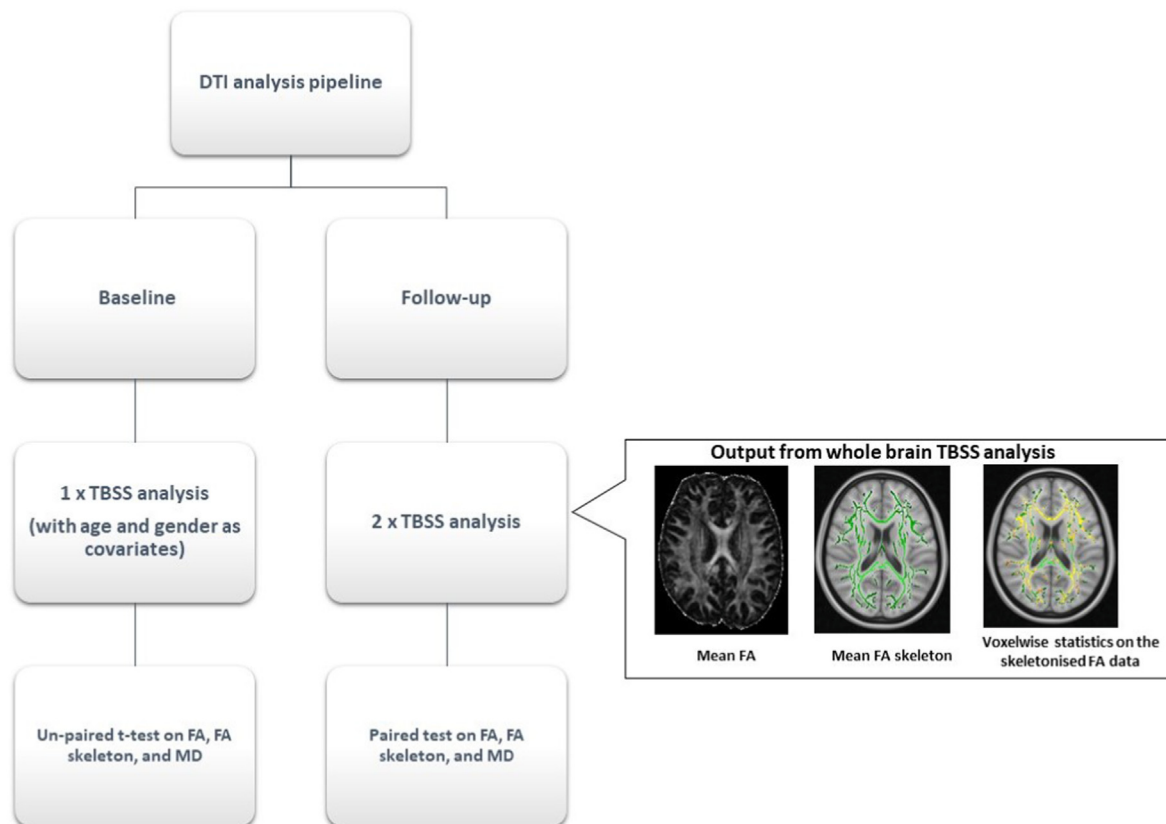 DTI analysis pipeline
Baseline
Follow-up
1 x TBSS analysis
(with age and gender as
covariates)
2 x TBSS analysis
Output from whole brain TBSS analysis
Mean FA
Mean FA skeleton
Voxelwise statistics on the
skeletonised FA data
Un-paired t-test on FA, FA
skeleton, and MD
Paired test on FA, FA
skeleton, and MD